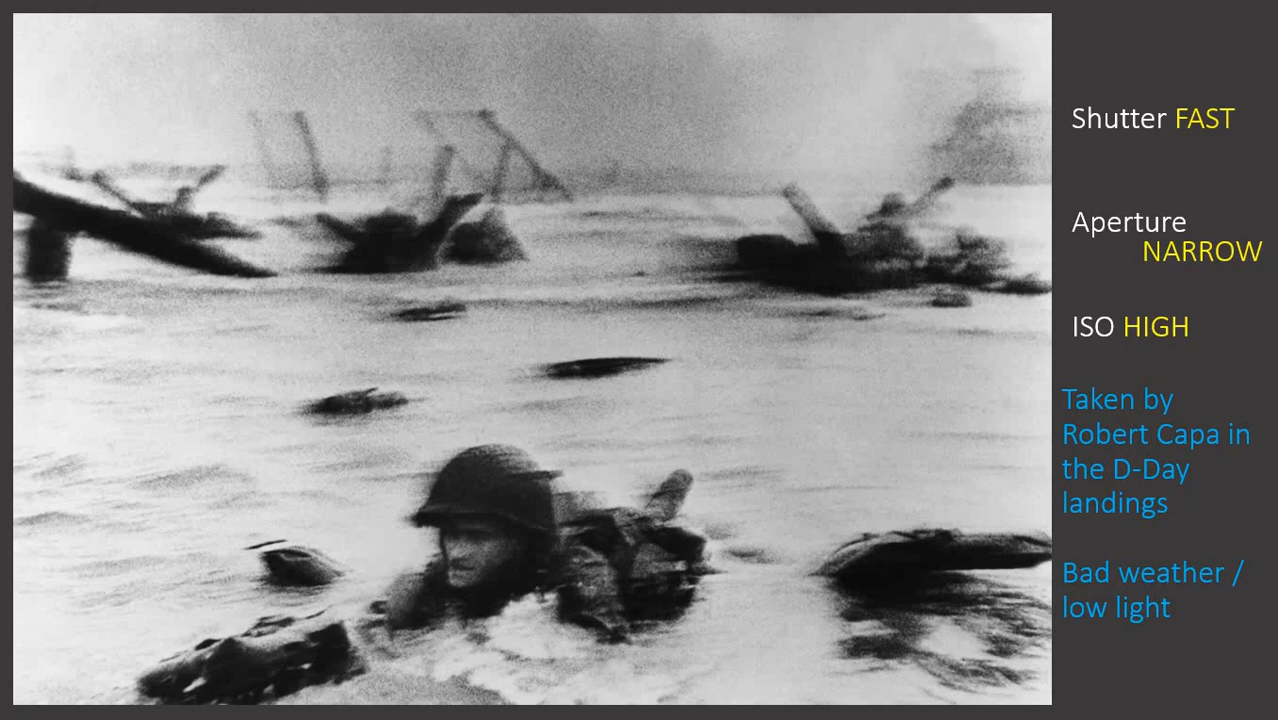 Shutter FAST
Aperture
NARROW
ISO HIGH
Taken by
Robert Capa in
the D-Day
landings
Bad weather /
low light